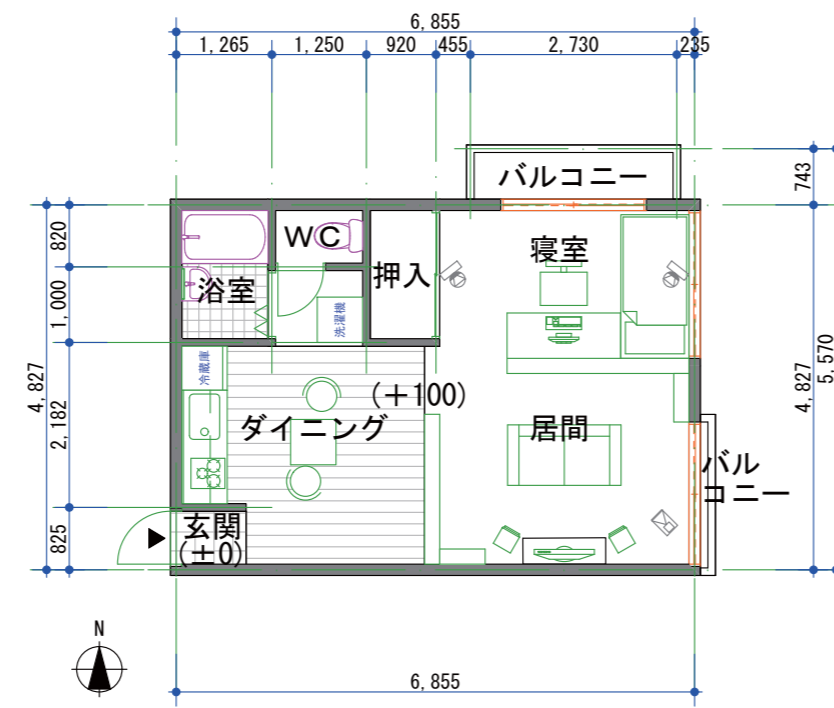 6,855
1,265
1,250
920
455
2,730
235
バルコニー
743
820
WC
寝室
押入
浴室
1,000
洗濯機
冷蔵庫
4,827
4,827
5,570
(+100)
2,182
ダイニング
居間
バル
コニー
玄関
(±0)
825
N
6,855